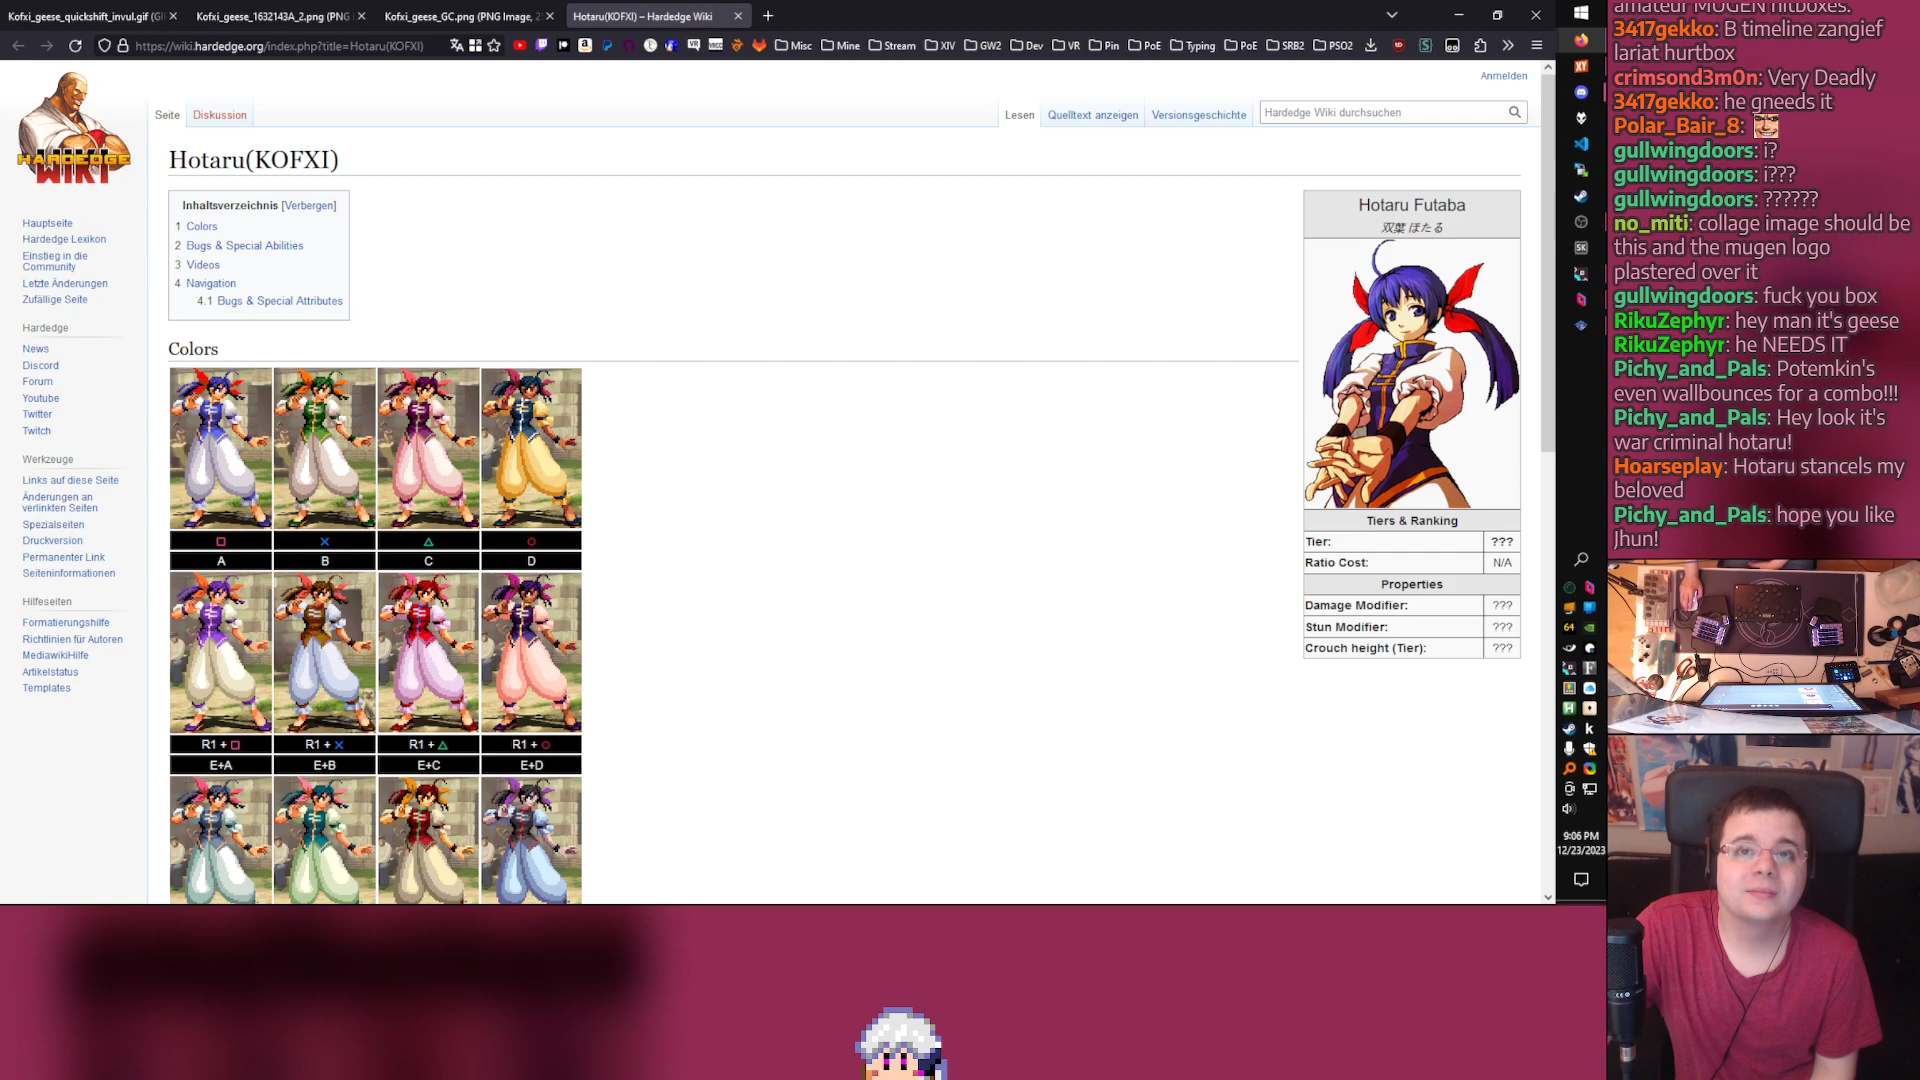 Kofxi_geese_quickshift_invul.gif (GI
Kofxi_geese_1632143A_2.png (PNG
Kofxi_geese_GC.png (PNG Image, 2
Hotaru(KOFXI) – Hardedge Wiki
https://wiki.hardedge.org/index.php?title=Hotaru(KOFXI)
Misc
Mine
Stream
XIV
GW2
Dev
VR
Pin
PoE
Typing
PoE
SRB2
PSO2
Anmelden
HARDEDGE
WIKI
Seite
Diskussion
Lesen
Quelltext anzeigen
Versionsgeschichte
Hardedge Wiki durchsuchen
Hotaru(KOFXI)
Inhaltsverzeichnis [Verbergen]
1 Colors
2 Bugs & Special Abilities
3 Videos
4 Navigation
4.1 Bugs & Special Attributes
Hauptseite
Hardedge Lexikon
Einstieg in die
Community
Letzte Änderungen
Zufällige Seite
Hardedge
News
Discord
Forum
Youtube
Twitter
Twitch
Werkzeuge
Links auf diese Seite
Änderungen an
verlinkten Seiten
Spezialseiten
Druckversion
Permanenter Link
Seiteninformationen
Hilfeseiten
Formatierungshilfe
Richtlinien für Autoren
MediawikiHilfe
Artikelstatus
Templates
Colors
A
B
C
D
R1 + □
R1 + ✕
R1 + △
R1 + ○
E+A
E+B
E+C
E+D
Hotaru Futaba
双葉 ほたる
Tiers & Ranking
Tier: ???
Ratio Cost: N/A
Properties
Damage Modifier: ???
Stun Modifier: ???
Crouch height (Tier): ???
9:06 PM
12/23/2023
amateur MUGEN hitboxes.
3417gekko: B timeline zangief
lariat hurtbox
crimsond3m0n: Very Deadly
3417gekko: he gneeds it
Polar_Bair_8:
gullwingdoors: i?
gullwingdoors: i???
gullwingdoors: ??????
no_miti: collage image should be
this and the mugen logo
plastered over it
gullwingdoors: fuck you box
RikuZephyr: hey man it's geese
RikuZephyr: he NEEDS IT
Pichy_and_Pals: Potemkin's
even wallbounces for a combo!!!
Pichy_and_Pals: Hey look it's
war criminal hotaru!
Hoarseplay: Hotaru stancels my
beloved
Pichy_and_Pals: hope you like
Jhun!